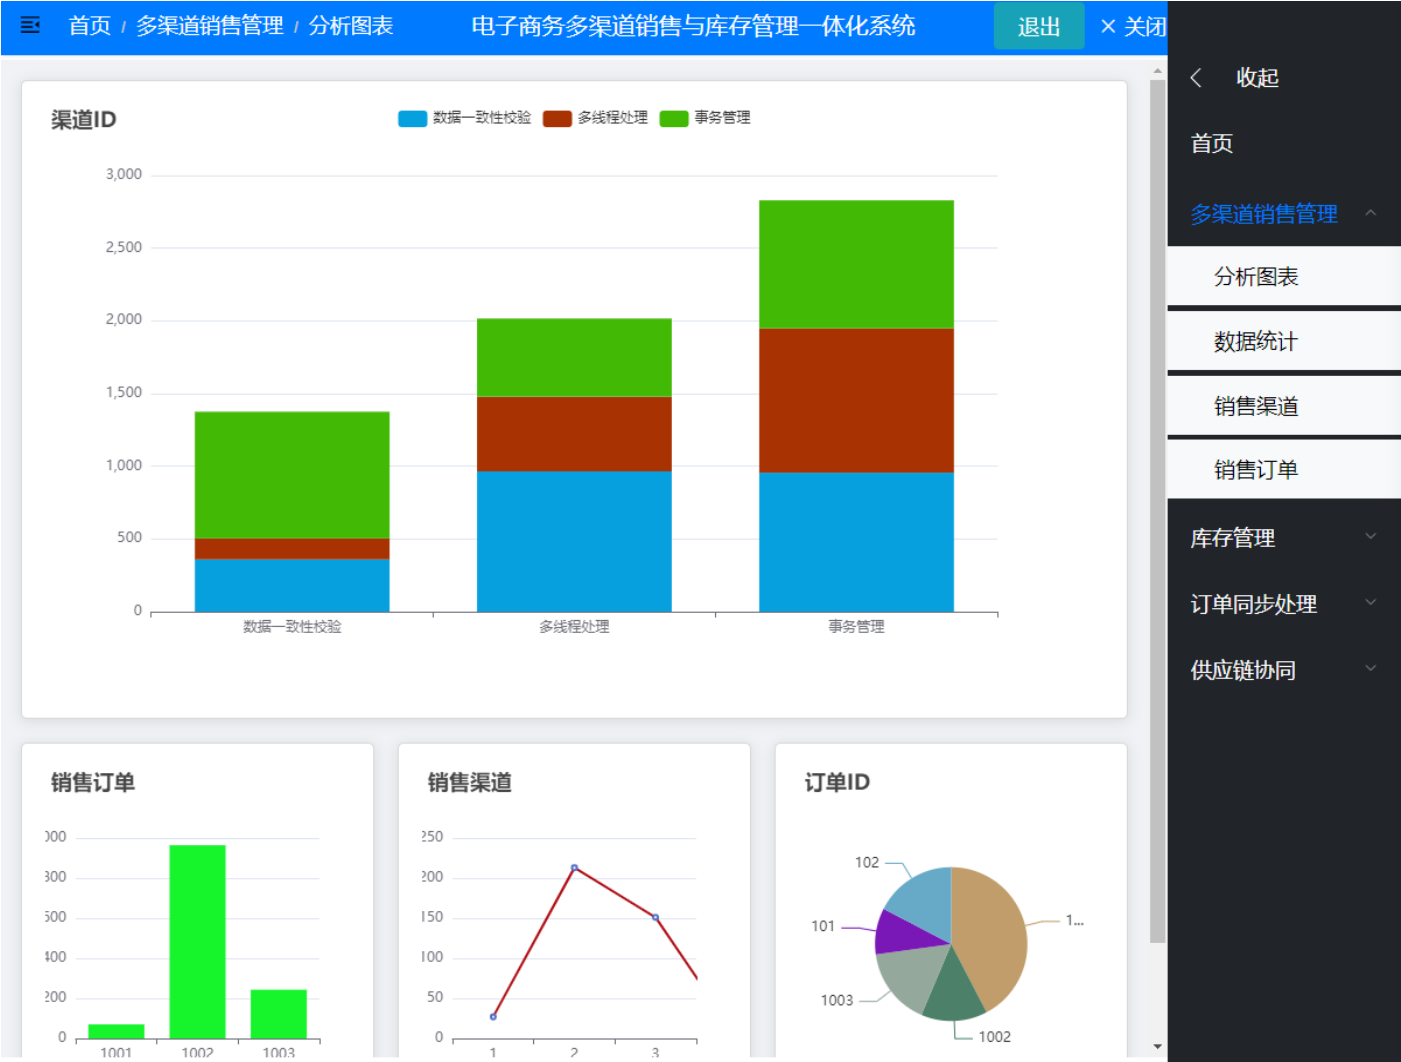 首页 / 多渠道销售管理 / 分析图表
电子商务多渠道销售与库存管理一体化系统
退出
× 关闭
渠道ID
数据一致性校验 多线程处理 事务管理
3,000
2,500
2,000
1,500
1,000
500
0
数据一致性校验 多线程处理 事务管理
销售订单
400
200
0
1001 1002 1003
销售渠道
250
200
150
100
50
0
1 2 3
订单ID
102
101
1003
1002
1...
收起
首页
多渠道销售管理
分析图表
数据统计
销售渠道
销售订单
库存管理
订单同步处理
供应链协同